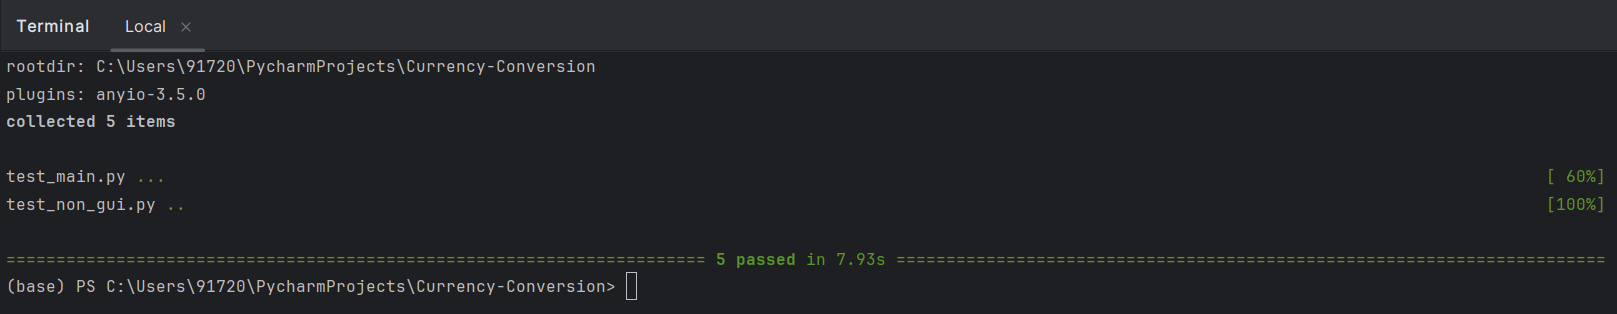 Terminal Local ×
rootdir: C:\Users\91720\PycharmProjects\Currency-Conversion
plugins: anyio-3.5.0
collected 5 items
test_main.py ... [ 60%]
test_non_gui.py .. [100%]
====================================================================== 5 passed in 7.93s =======================================================================
(base) PS C:\Users\91720\PycharmProjects\Currency-Conversion>